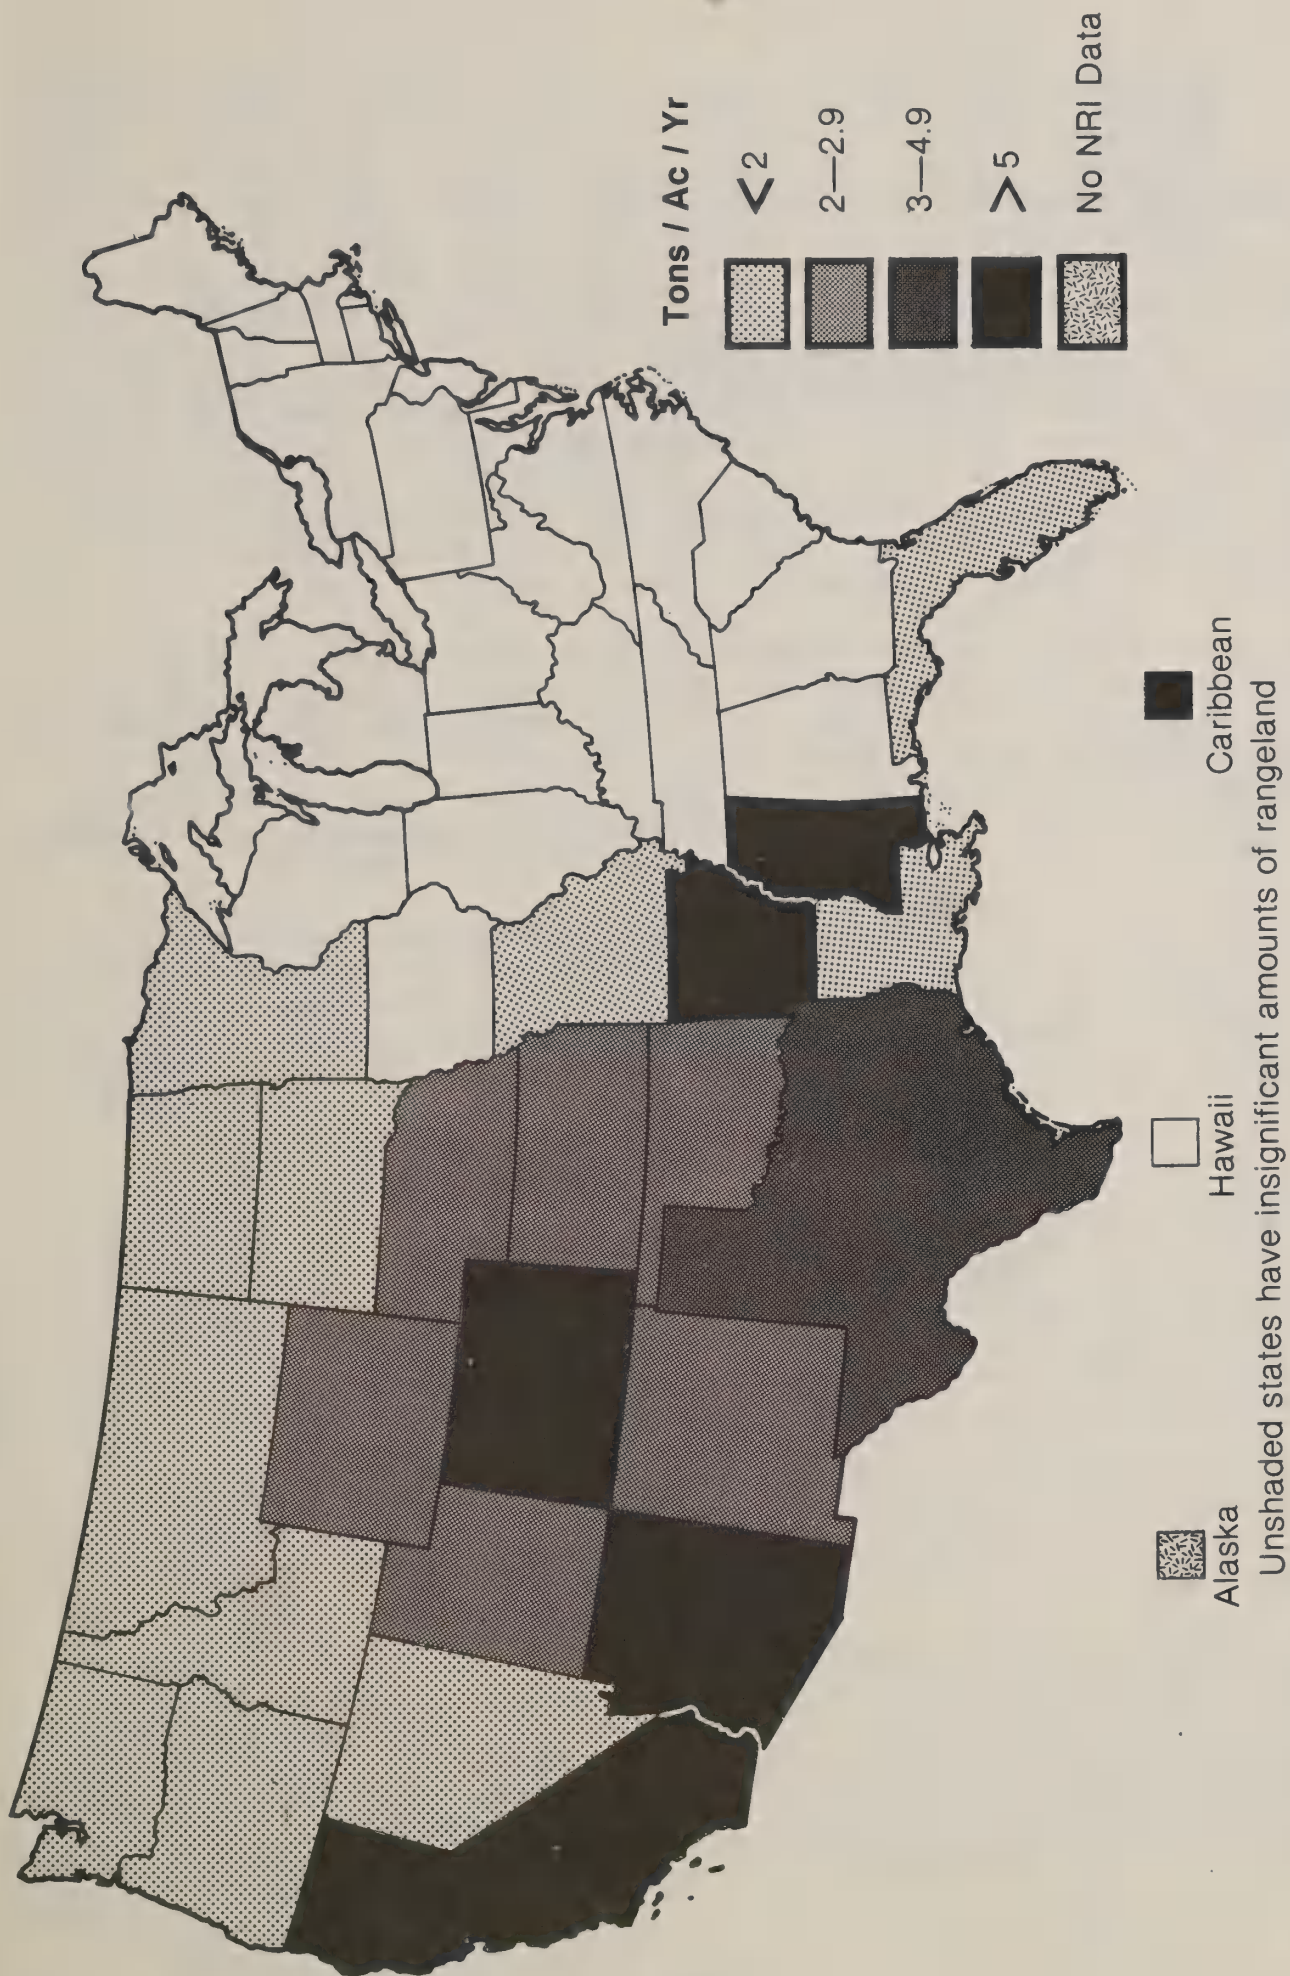 Tons / Ac / Yr
<2
2—2.9
3—4.9
>5
No NRI Data
Alaska
Hawaii
Caribbean
Unshaded states have insignificant amounts of rangeland